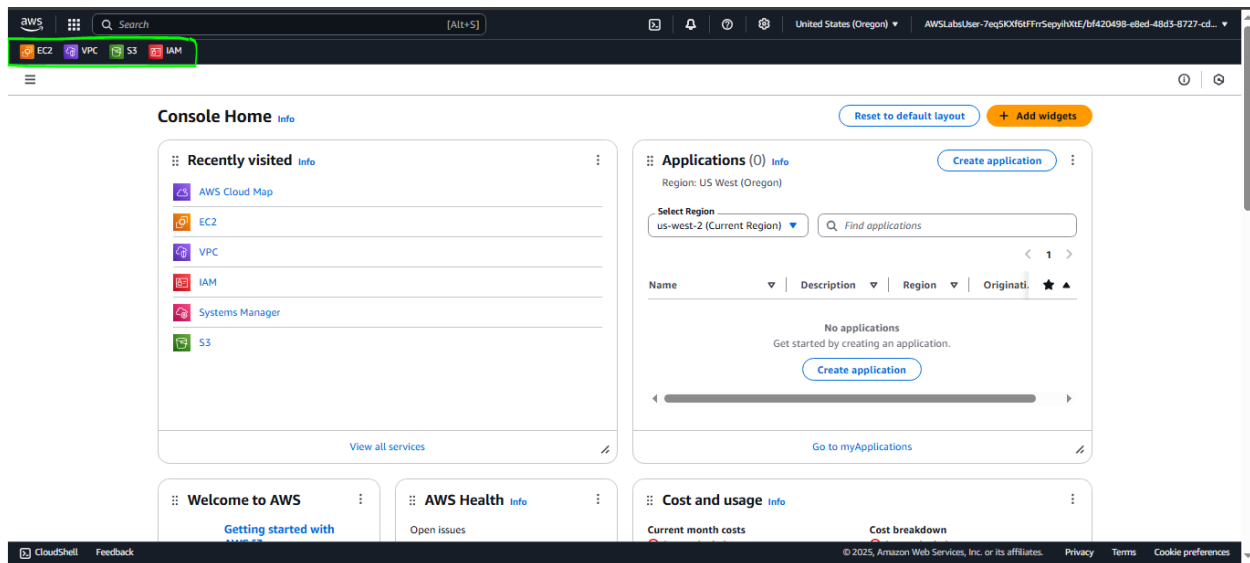 aws Search [Alt+S] United States (Oregon) AWSLabsUser-7eq5KXf6tFFrrSepyihXtE/bf420498-e8ed-48d3-8727-cd...
EC2 VPC S3 IAM
Console Home Info
Reset to default layout
+ Add widgets
Recently visited Info
AWS Cloud Map
EC2
VPC
IAM
Systems Manager
S3
View all services
Applications (0) Info
Create application
Region: US West (Oregon)
Select Region
us-west-2 (Current Region)
Find applications
1
Name Description Region Originati.
No applications
Get started by creating an application.
Create application
Go to myApplications
Welcome to AWS
Getting started with
AWS Health Info
Open issues
Cost and usage Info
Current month costs
Cost breakdown
CloudShell Feedback
© 2025, Amazon Web Services, Inc. or its affiliates. Privacy Terms Cookie preferences